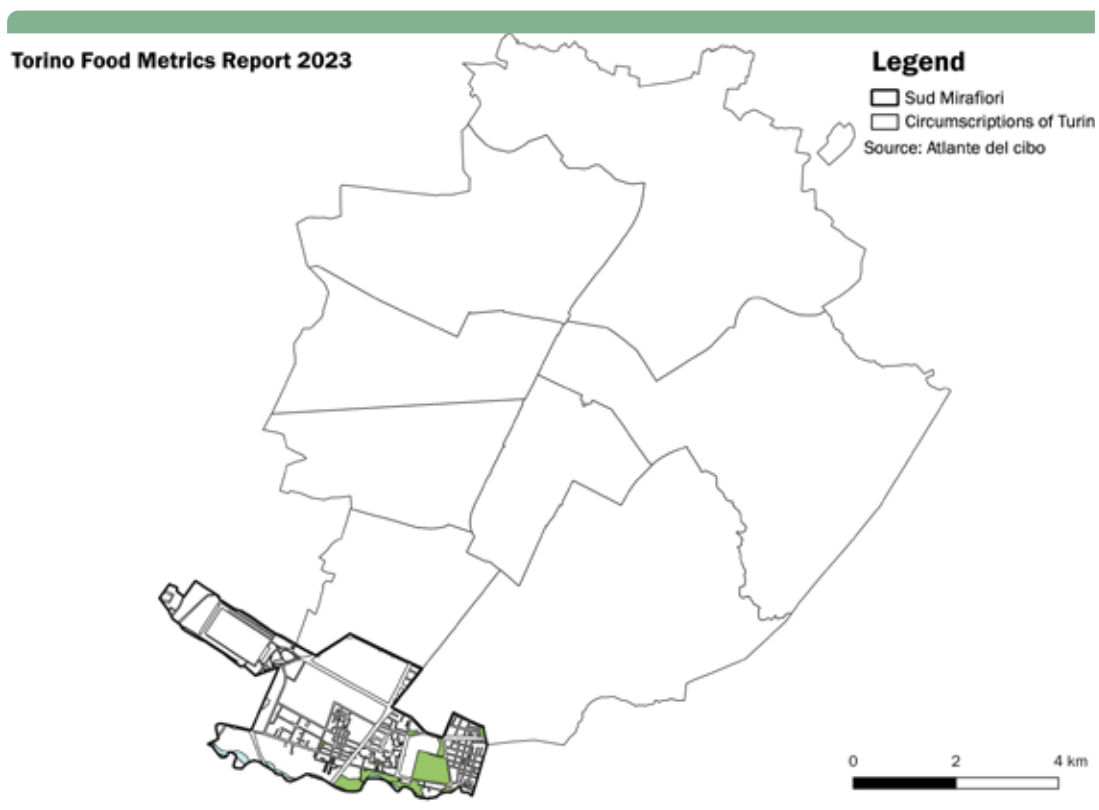 Torino Food Metrics Report 2023
Legend
Sud Mirafiori
Circumscriptions of Turin
Source: Atlante del cibo
0 2 4 km